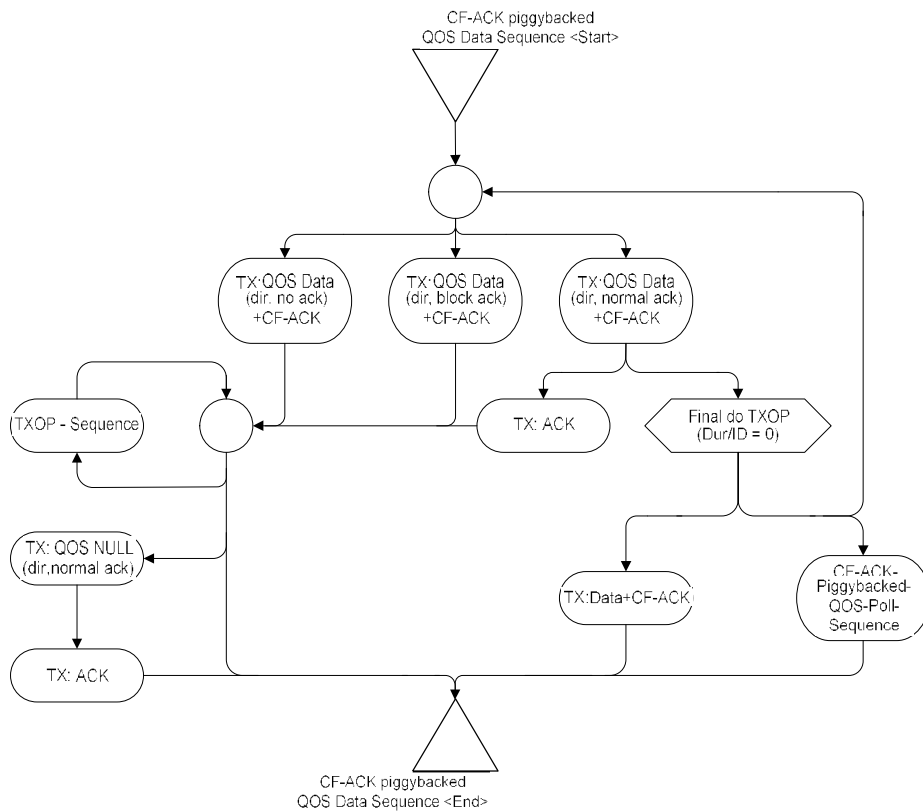 CF-ACK piggybacked
QOS Data Sequence <Start>
TX:QOS Data
(dir. no ack)
+CF-ACK
TX:QOS Data
(dir, block ack)
+CF-ACK
TX:QOS Data
(dir, normal ack)
+CF-ACK
TXOP - Sequence
TX: ACK
Final do TXOP
(Dur/ID = 0)
TX: QOS NULL
(dir,normal ack)
TX:Data+CF-ACK
CF-ACK-
Piggybacked-
QOS-Poll-
Sequence
TX: ACK
CF-ACK piggybacked
QOS Data Sequence <End>